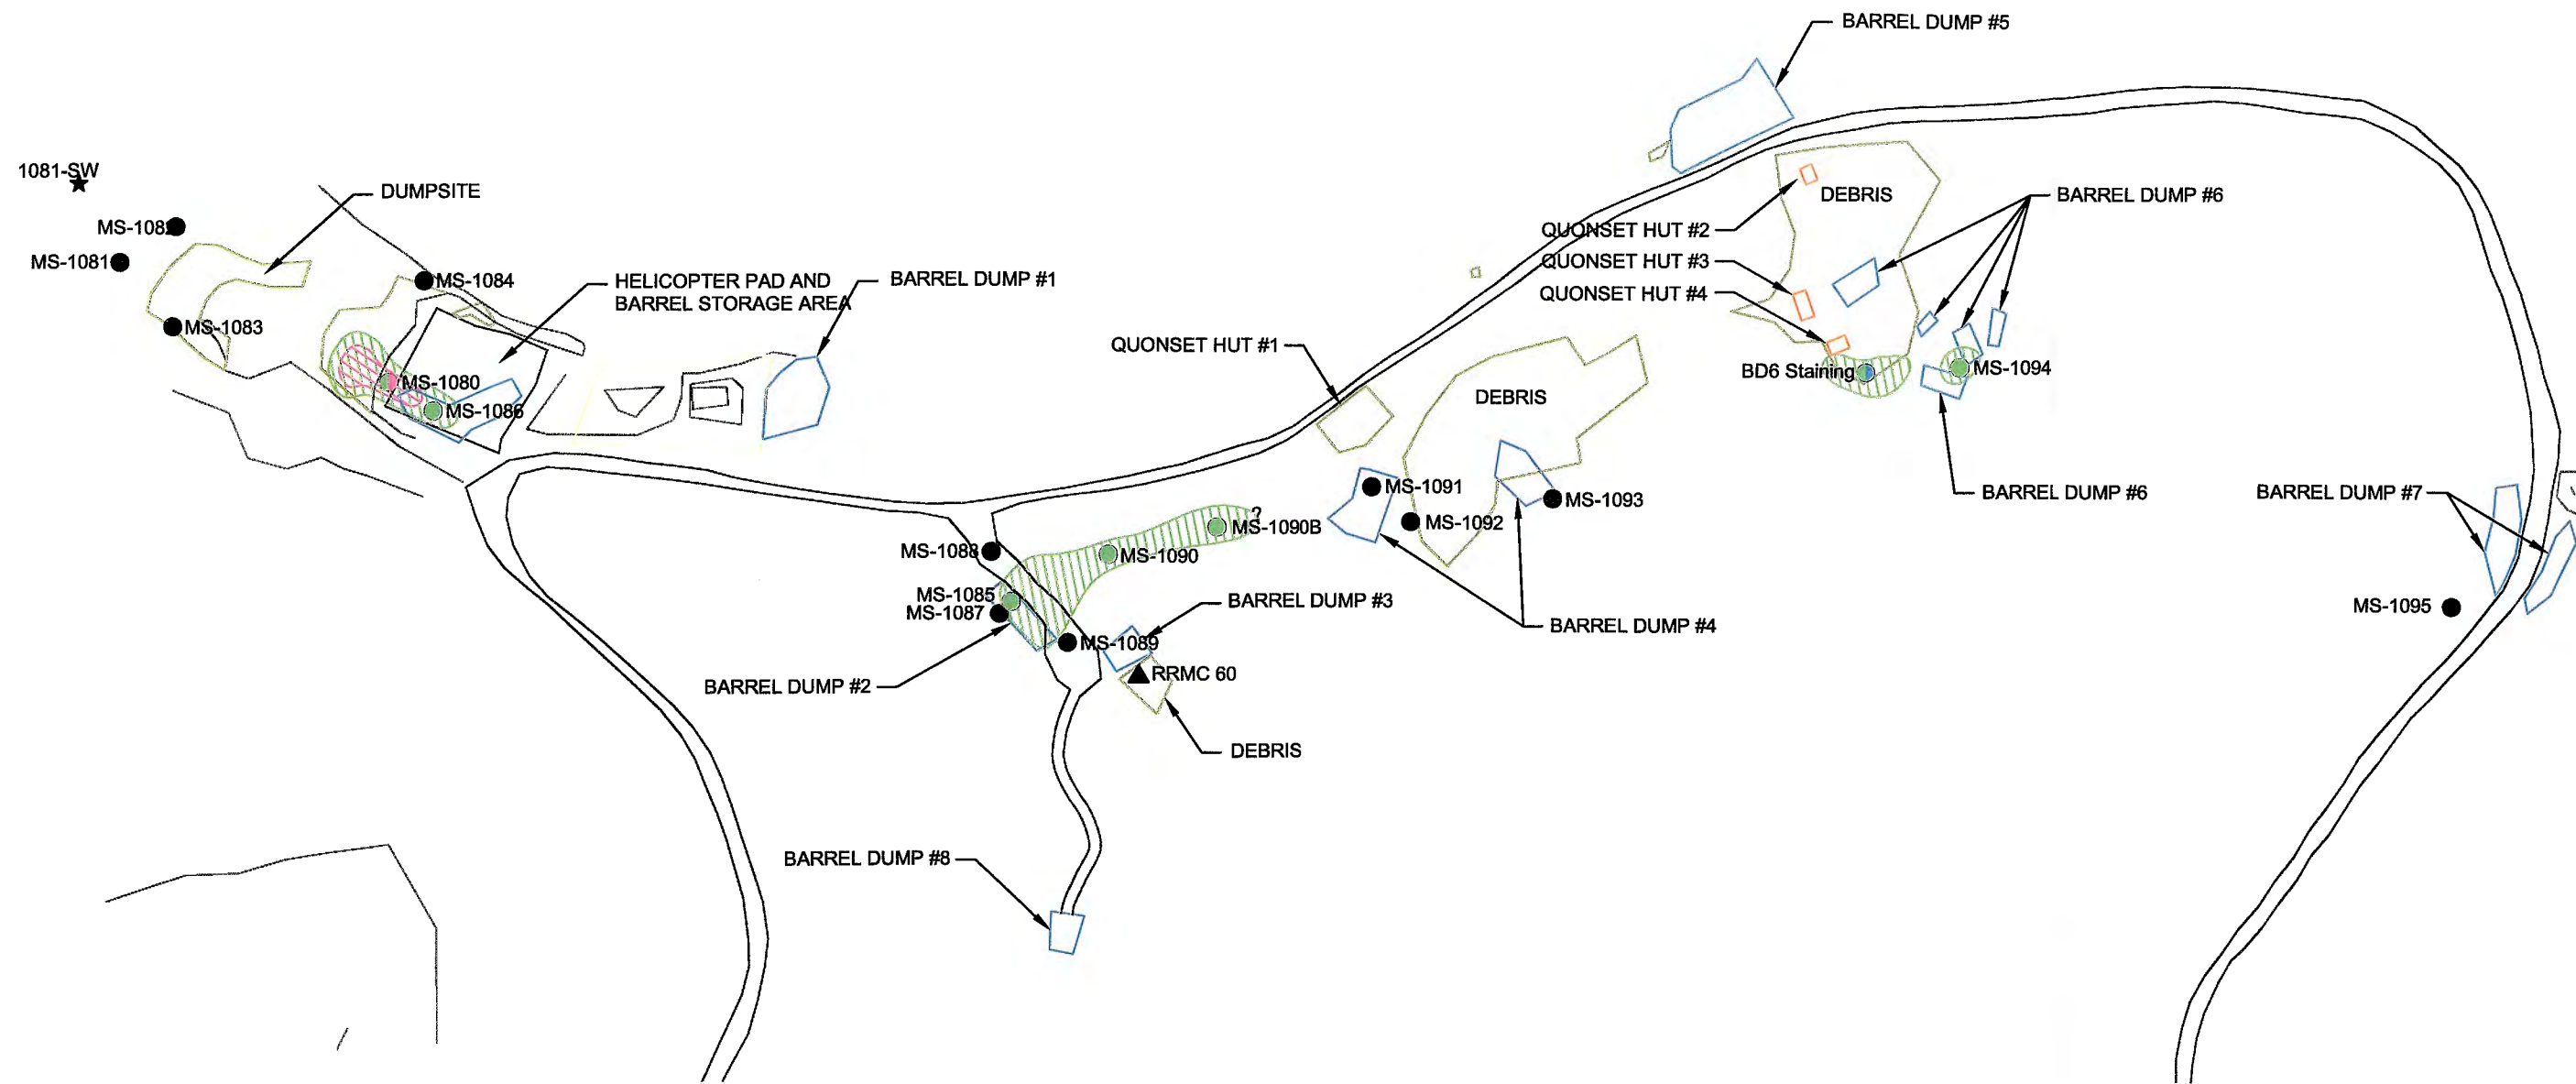 BARREL DUMP #5
1081-SW
DUMPSITE
DEBRIS
BARREL DUMP #6
MS-1082
QUONSET HUT #2
MS-1081
QUONSET HUT #3
MS-1084
HELICOPTER PAD AND
BARREL STORAGE AREA
BARREL DUMP #1
QUONSET HUT #4
MS-1083
QUONSET HUT #1
BD6 Staining
MS-1094
MS-1080
DEBRIS
MS-1086
MS-1091
BARREL DUMP #6
BARREL DUMP #7
MS-1093
?
MS-1092
MS-1090B
MS-1088
MS-1090
MS-1085
MS-1087
BARREL DUMP #3
MS-1095
BARREL DUMP #4
MS-1089
RRMC 60
BARREL DUMP #2
DEBRIS
BARREL DUMP #8